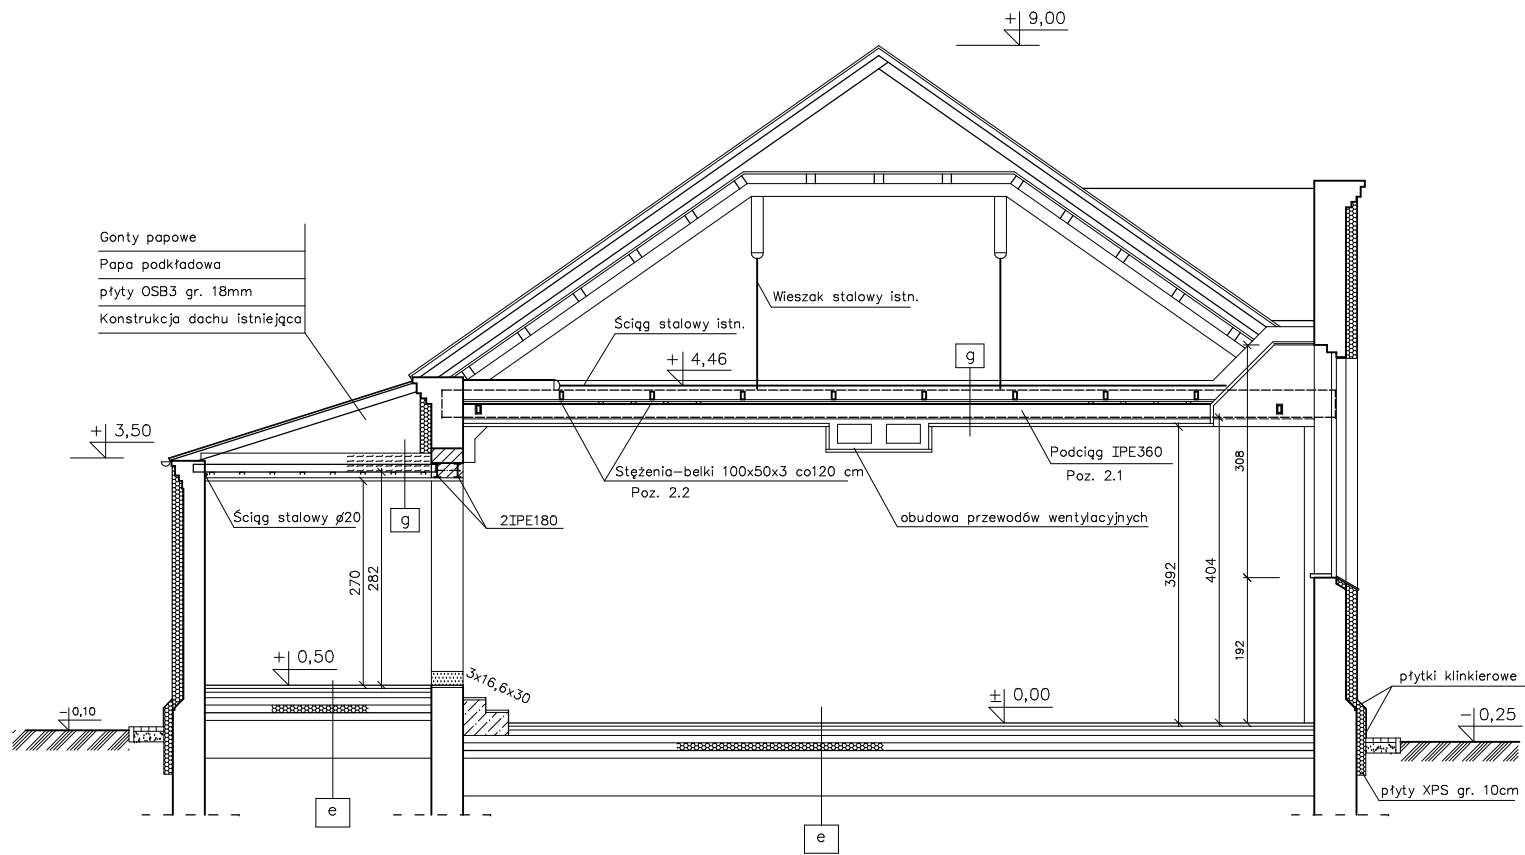 + 9,00
Gonty papowe
Papa podkładowa
płyty OSB3 gr. 18mm
Konstrukcja dachu istniejąca
Wieszak stalowy istn.
Ściąg stalowy istn.
+ 4,46
g
+ 3,50
Podciąg IPE360
Poz. 2.1
308
Stężenia-belki 100x50x3 co120 cm
Poz. 2.2
Ściąg stalowy ø20
g
2IPE180
obudowa przewodów wentylacyjnych
270
282
392
404
192
+ 0,50
3x16,6x30
± 0,00
płytki klinkierowe
-0,10
-0,25
płyty XPS gr. 10cm
e
e